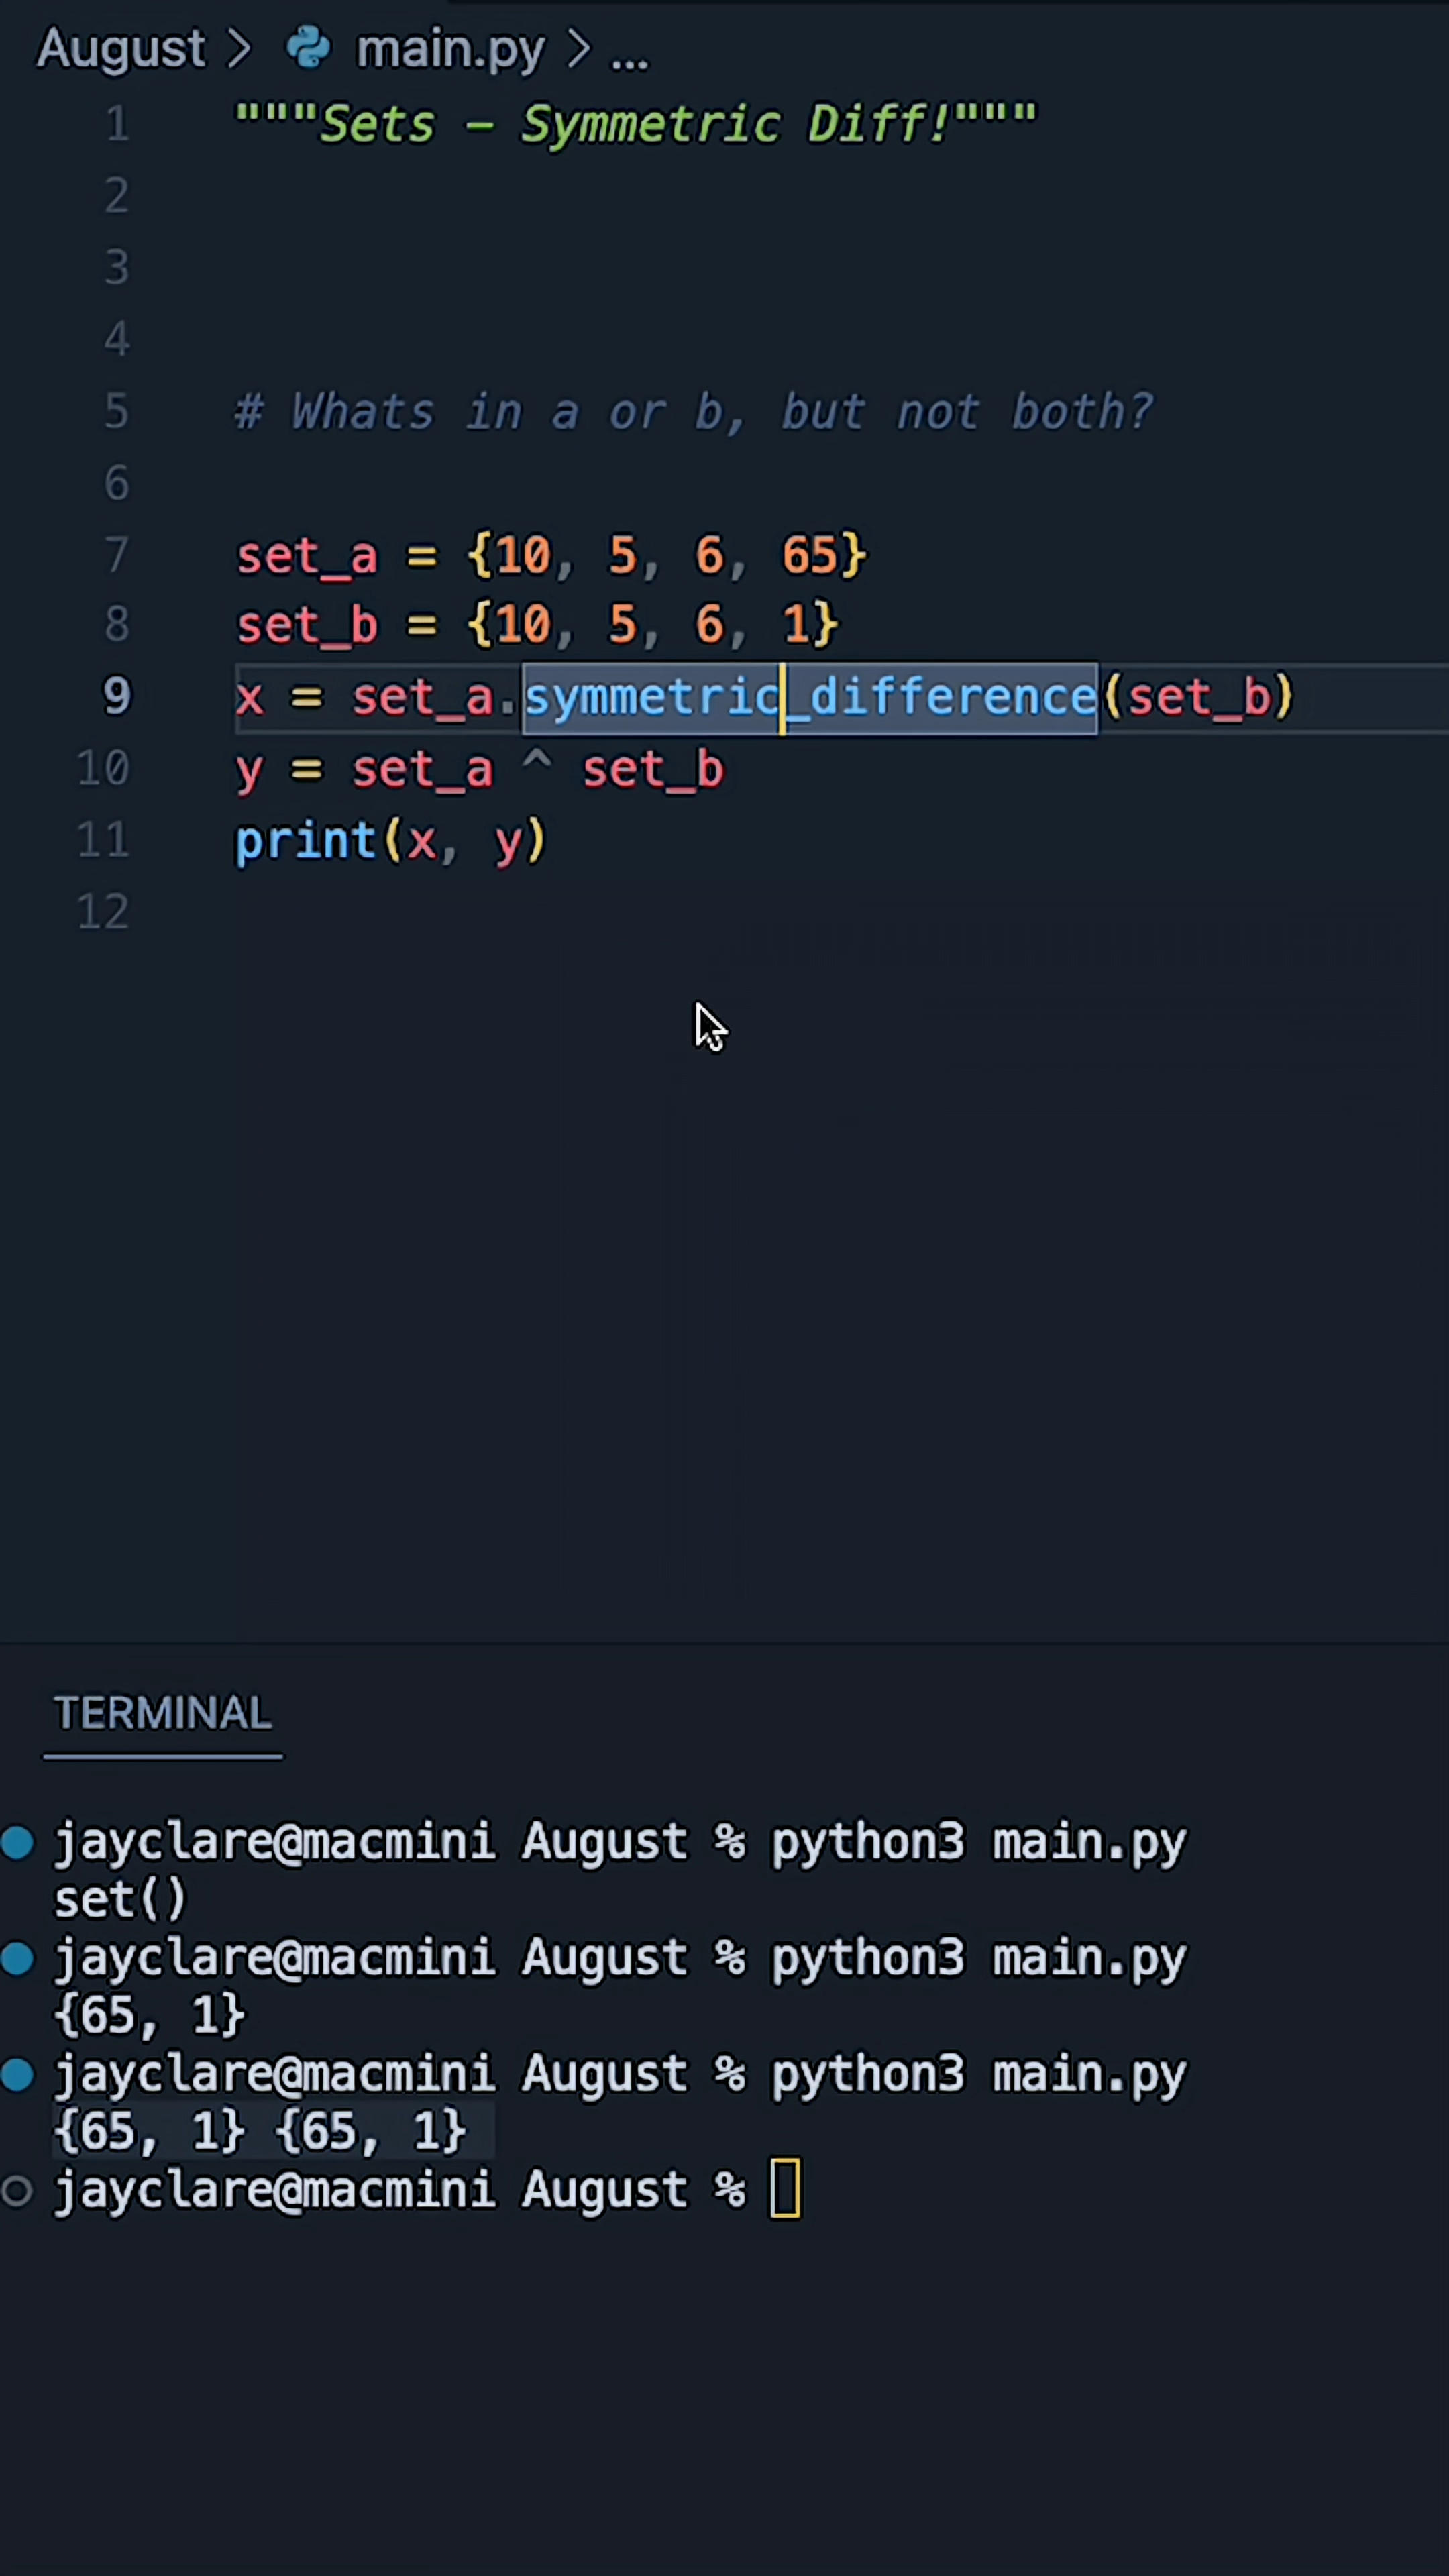 August > main.py > ...
1 """Sets – Symmetric Diff!"""
2
3
4
5 # Whats in a or b, but not both?
6
7 set_a = {10, 5, 6, 65}
8 set_b = {10, 5, 6, 1}
9 x = set_a.symmetric_difference(set_b)
10 y = set_a ^ set_b
11 print(x, y)
12
TERMINAL
jayclare@macmini August % python3 main.py
set()
jayclare@macmini August % python3 main.py
{65, 1}
jayclare@macmini August % python3 main.py
{65, 1} {65, 1}
jayclare@macmini August %